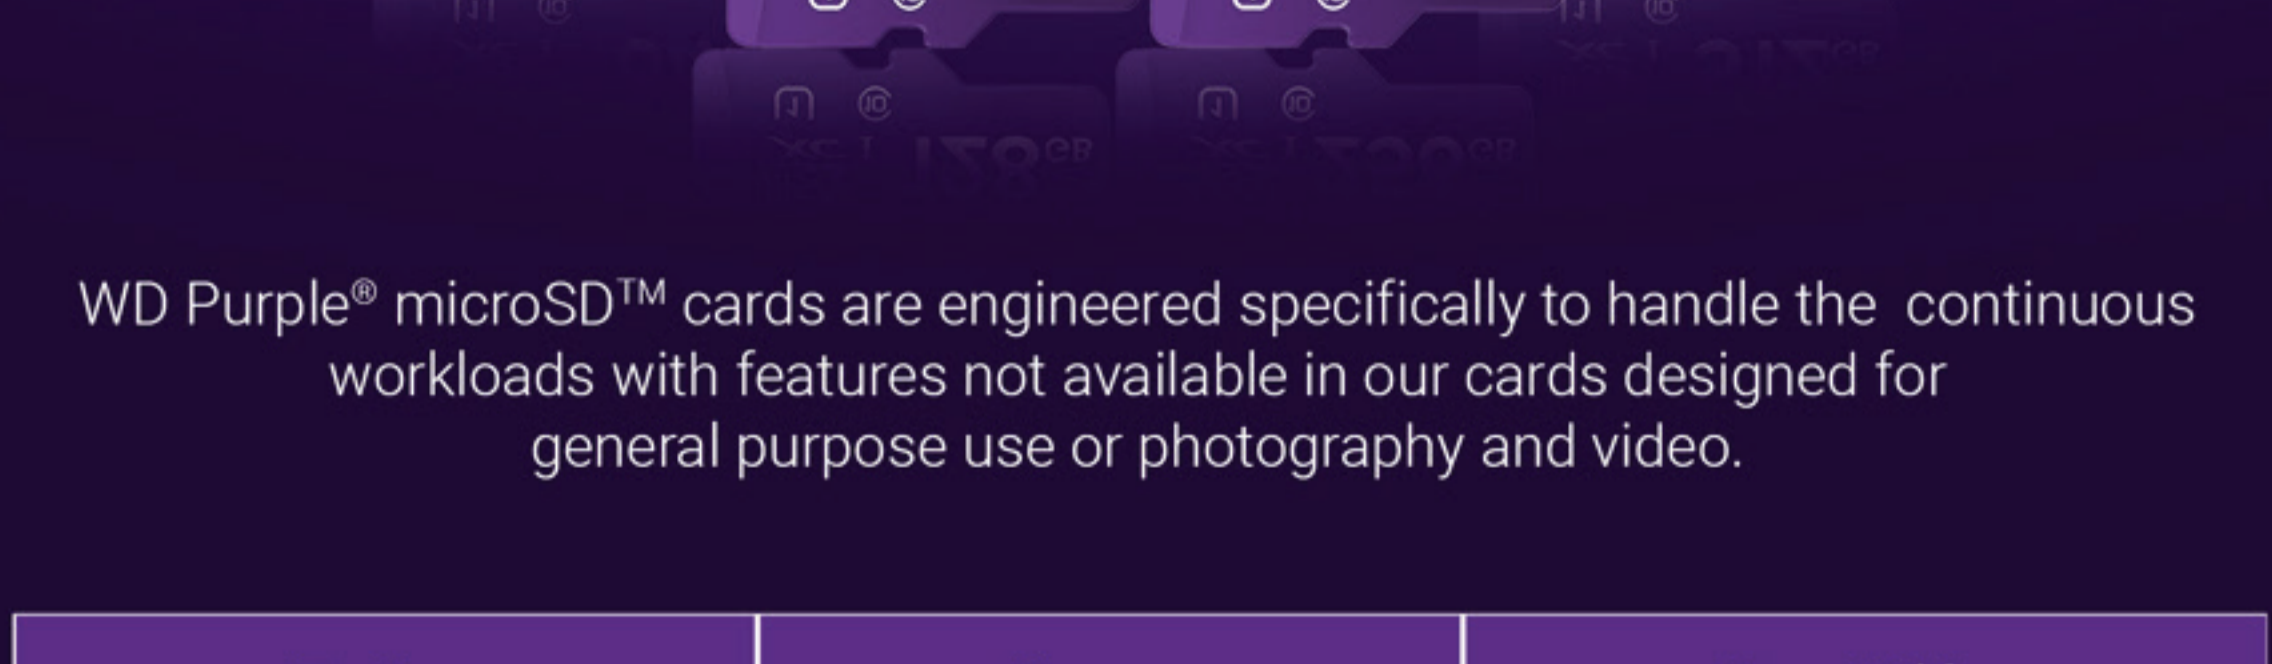 WD Purple® microSD™ cards are engineered specifically to handle the continuous
workloads with features not available in our cards designed for
general purpose use or photography and video.